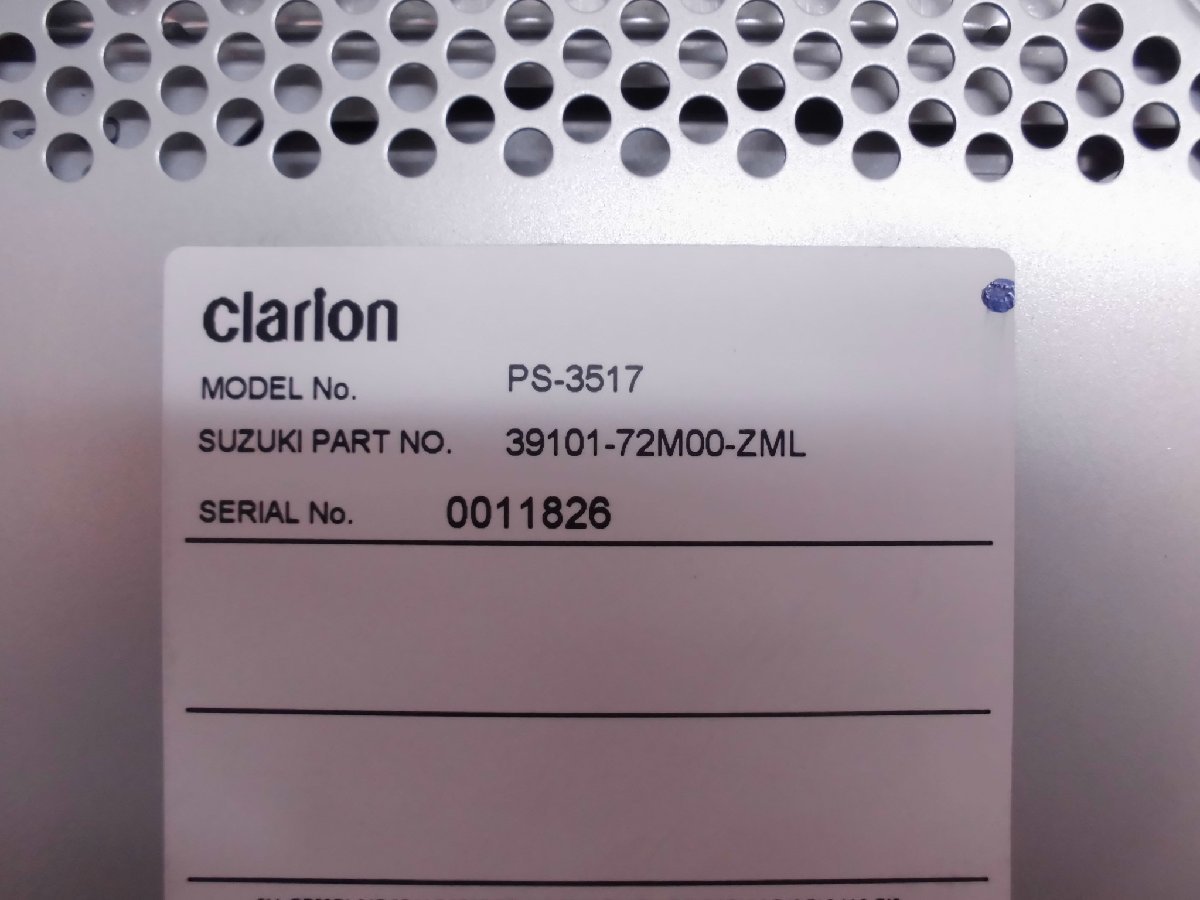 clarion
MODEL No. PS-3517
SUZUKI PART NO. 39101-72M00-ZML
SERIAL No. 0011826